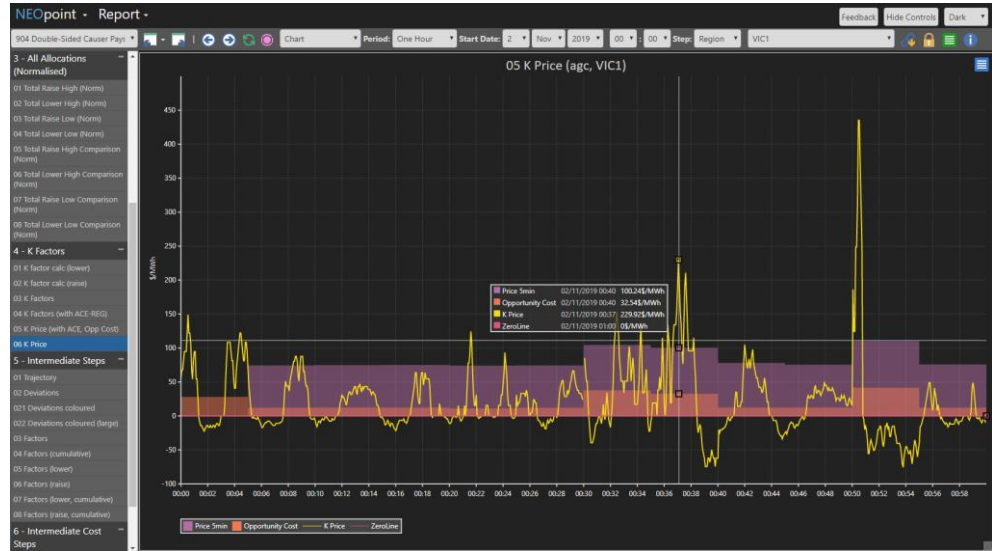 NEOpoint - Report -
Feedback Hide Controls Dark
904 Double-Sided Causer Pay: Chart Period: One Hour Start Date: 2 Nov 2019 00 : 00 Step: Region VIC1
3 - All Allocations
(Normalised)
01 Total Raise High (Norm)
02 Total Lower High (Norm)
03 Total Raise Low (Norm)
04 Total Lower Low (Norm)
05 Total Raise High Comparison
(Norm)
06 Total Lower High Comparison
(Norm)
07 Total Raise Low Comparison
(Norm)
08 Total Lower Low Comparison
(Norm)
4 - K Factors
01 K factor calc (lower)
02 K factor calc (raise)
03 K Factors
04 K Factors (with ACE-REG)
05 K Price (with ACE, Opp Cost)
06 K Price
5 - Intermediate Steps
01 Trajectory
02 Deviations
021 Deviations coloured
022 Deviations coloured (large)
03 Factors
04 Factors (cumulative)
05 Factors (lower)
06 Factors (raise)
07 Factors (lower, cumulative)
08 Factors (raise, cumulative)
6 - Intermediate Cost
Steps
05 K Price (agc, VIC1)
$/MWh
450
400
350
300
250
200
150
100
50
0
-50
-100
Price 5min 02/11/2019 00:40 100.24$/MWh
Opportunity Cost 02/11/2019 00:40 32.54$/MWh
K Price 02/11/2019 00:37 229.92$/MWh
ZeroLine 02/11/2019 01:00 0$/MWh
00:00 00:02 00:04 00:06 00:08 00:10 00:12 00:14 00:16 00:18 00:20 00:22 00:24 00:26 00:28 00:30 00:32 00:34 00:36 00:38 00:40 00:42 00:44 00:46 00:48 00:50 00:52 00:54 00:56 00:58
Price 5min Opportunity Cost K Price ZeroLine